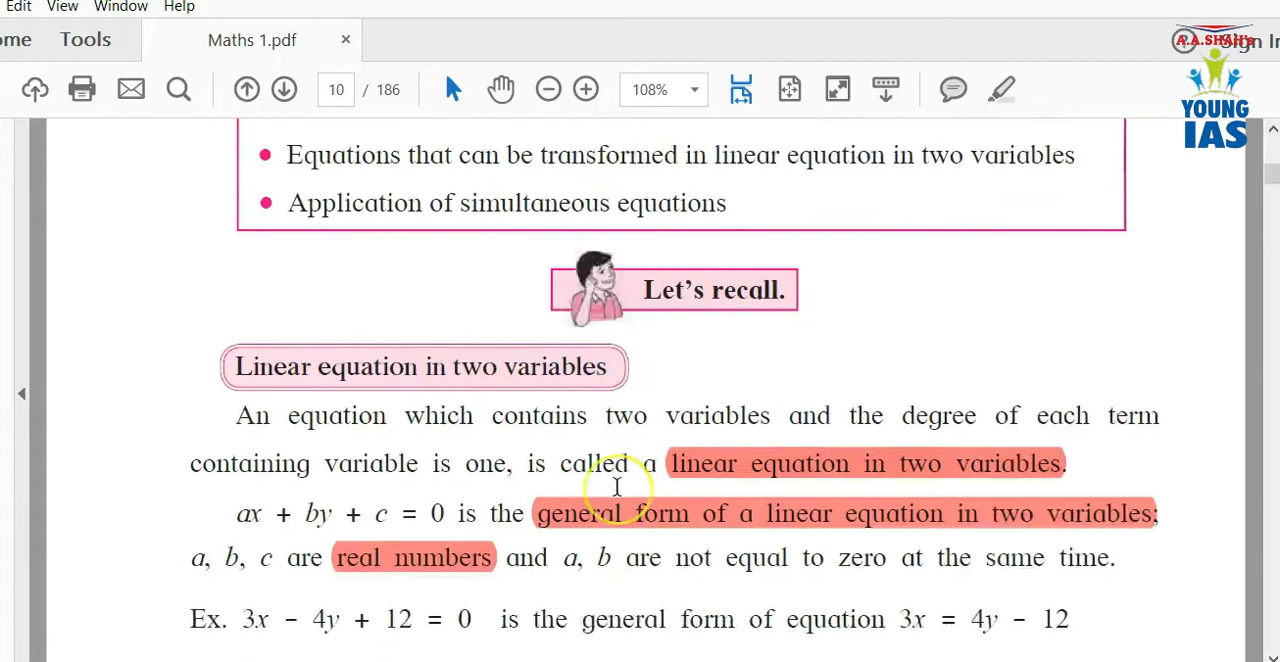 Edit View Window Help
ome Tools Maths 1.pdf × Sign In
A.A.SHAH's
10 / 186 108%
YOUNG
IAS
• Equations that can be transformed in linear equation in two variables
• Application of simultaneous equations
Let's recall.
Linear equation in two variables
An equation which contains two variables and the degree of each term
containing variable is one, is called a linear equation in two variables.
ax + by + c = 0 is the general form of a linear equation in two variables;
a, b, c are real numbers and a, b are not equal to zero at the same time.
Ex. 3x - 4y + 12 = 0 is the general form of equation 3x = 4y - 12